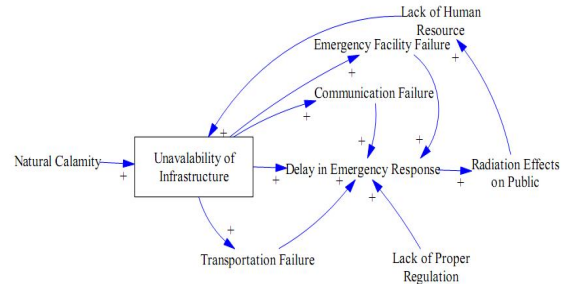 Lack of Human
Resource
Emergency Facility Failure
+
+
Communication Failure
+
+
+
+
Natural Calamity
+
Unavalability of
Infrastructure
+
Delay in Emergency Response
+
+
+
Radiation Effects
on Public
+
Transportation Failure
Lack of Proper
Regulation